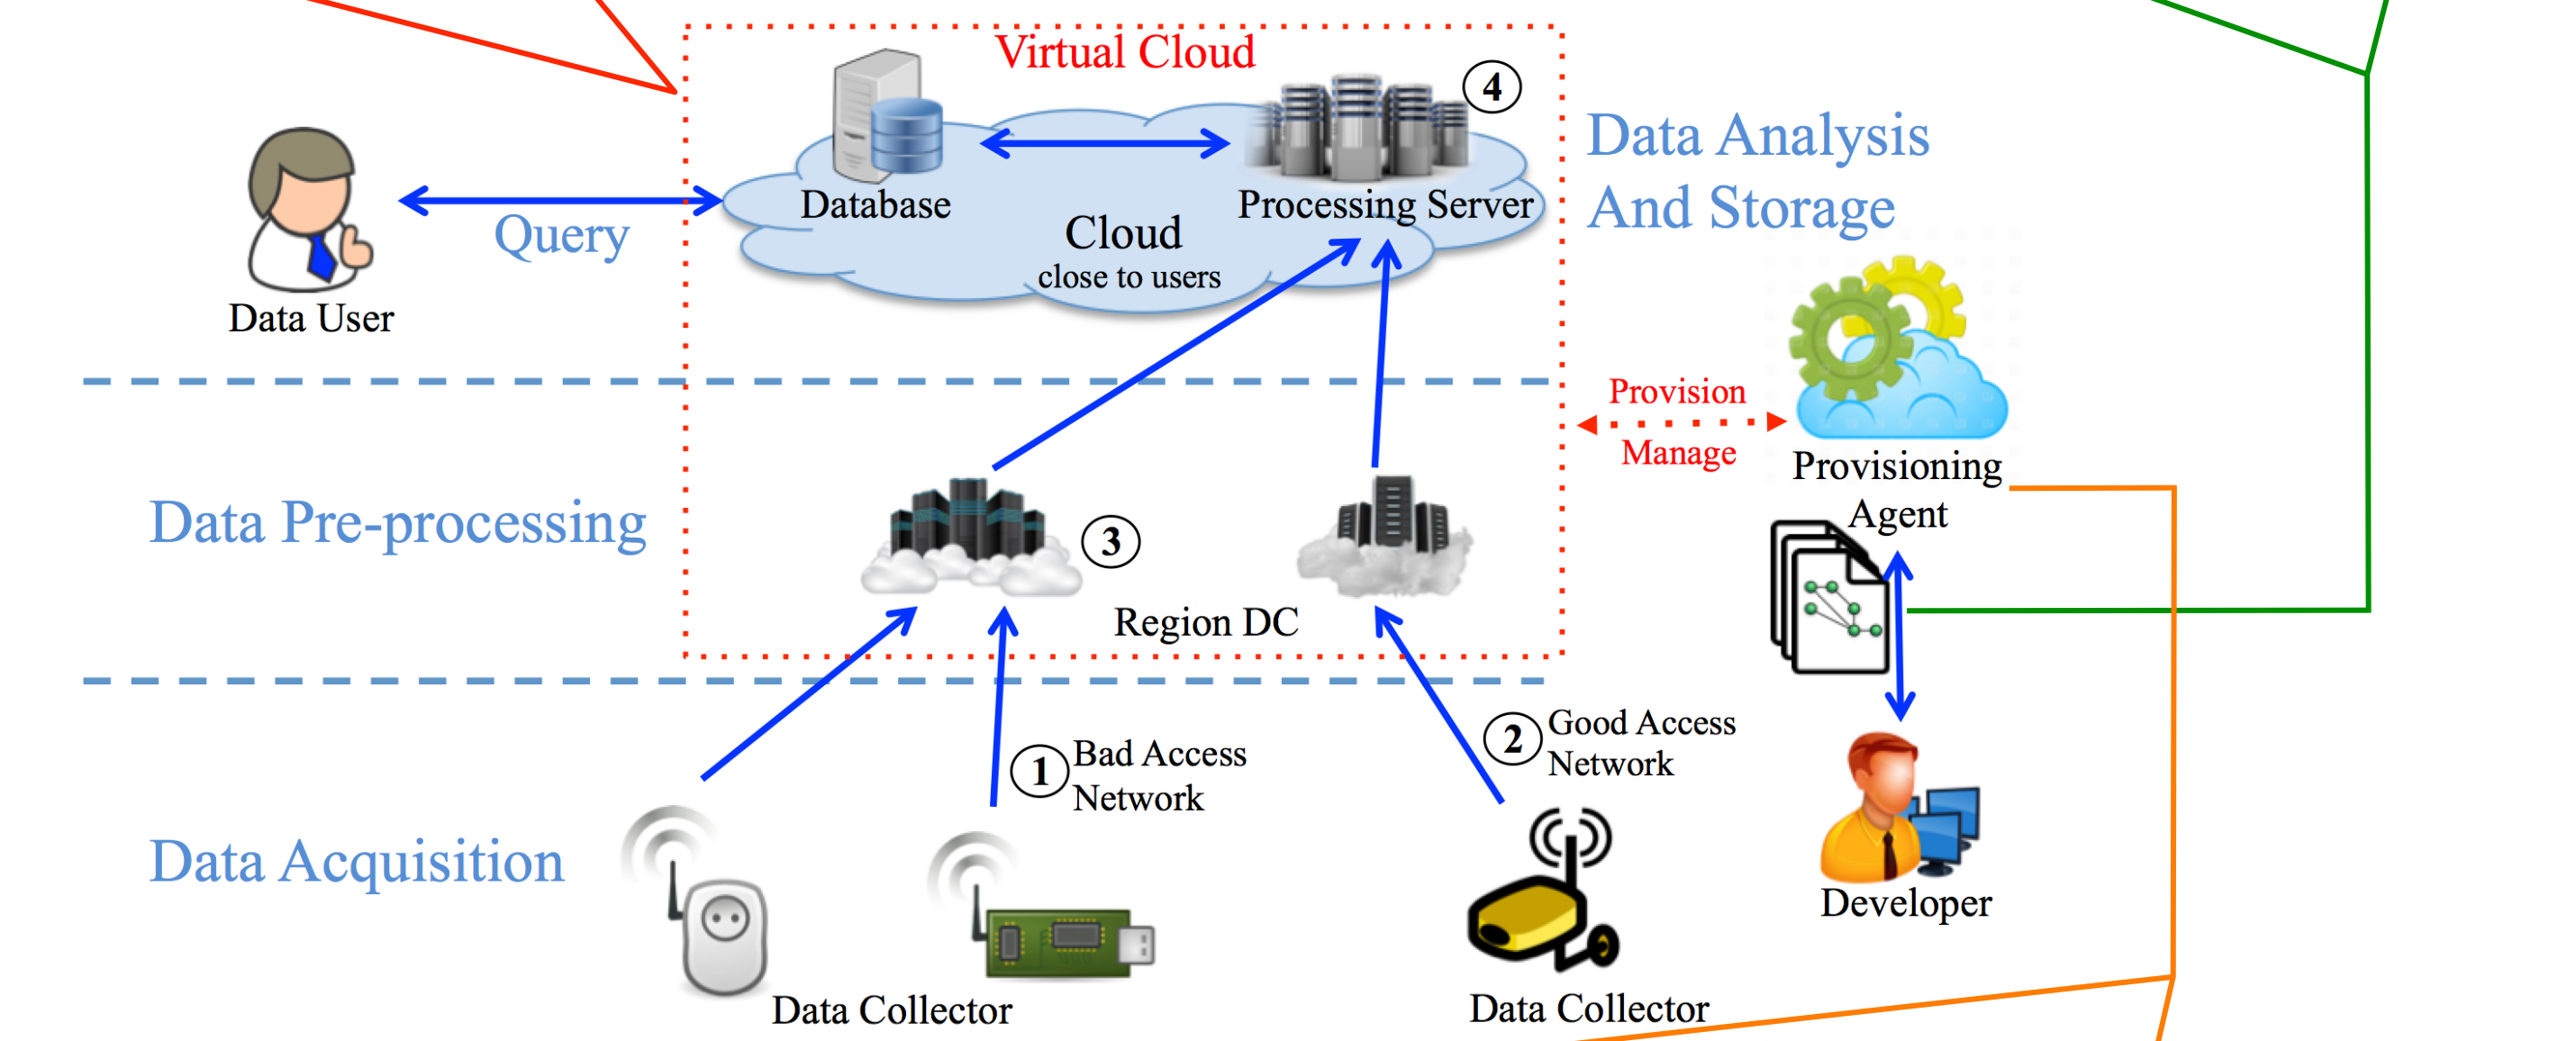 Virtual Cloud
4
Data Analysis
And Storage
Database
Processing Server
Query
Cloud
close to users
Data User
Provision
Manage
Provisioning
Agent
Data Pre-processing
3
Region DC
1
Bad Access
Network
2
Good Access
Network
Data Acquisition
Developer
Data Collector
Data Collector